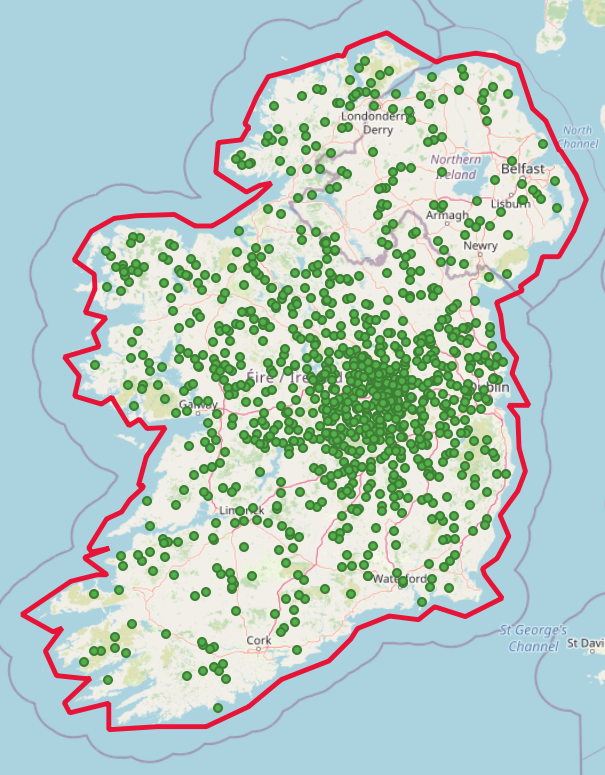 Londonderry/
Derry
North
Channel
Northern
Ireland
Belfast
Lisburn
Armagh
Newry
Éire / Ireland
Dublin
Galway
Limerick
Waterford
Cork
St George's
Channel
St Davi